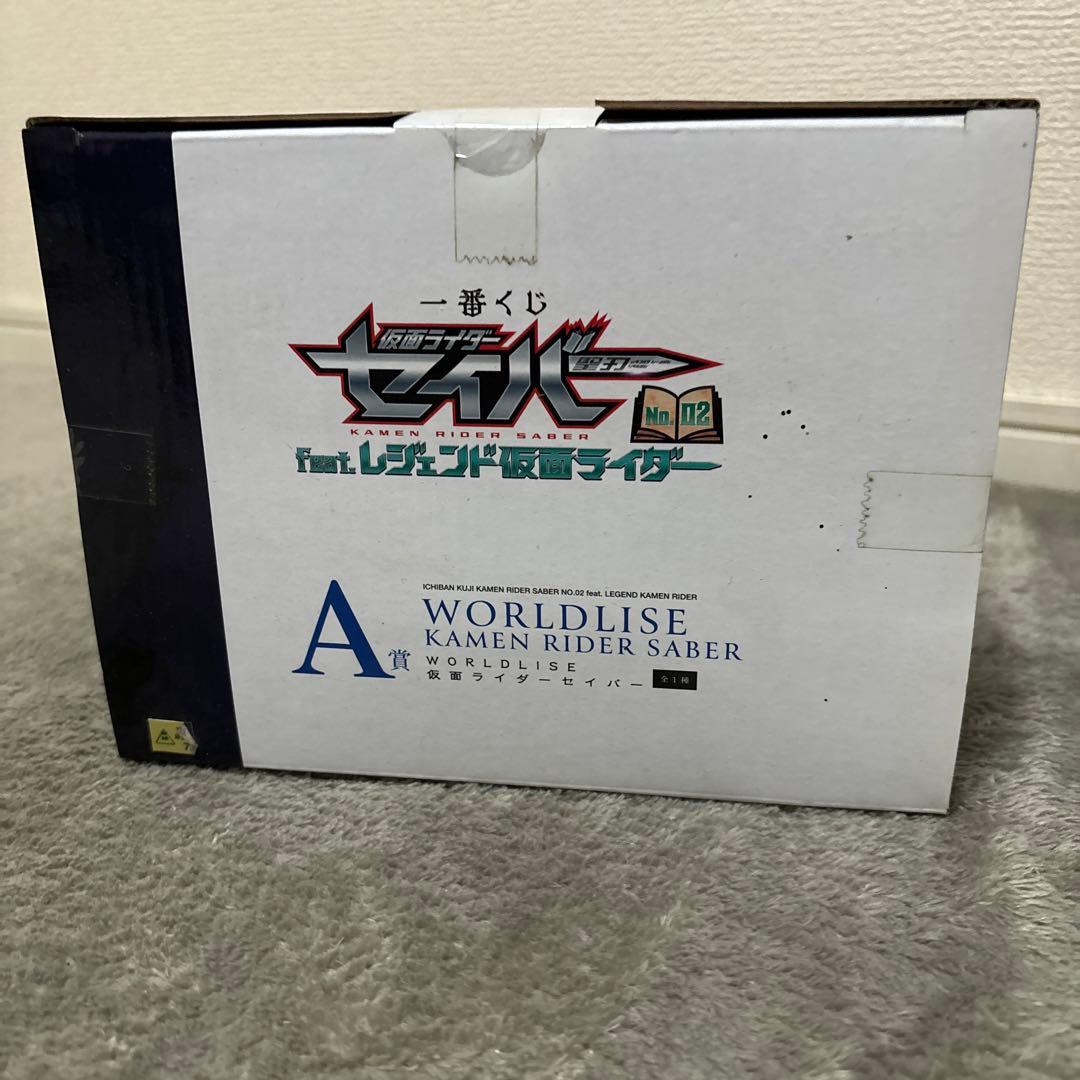 一番くじ
仮面ライダー
セイバー
聖刃
KAMEN RIDER SABER
No.02
feat.レジェンド仮面ライダー
ICHIBAN KUJI KAMEN RIDER SABER NO.02 feat. LEGEND KAMEN RIDER
A賞
WORLDLISE
KAMEN RIDER SABER
WORLDLISE
仮面ライダーセイバー 全1種
7